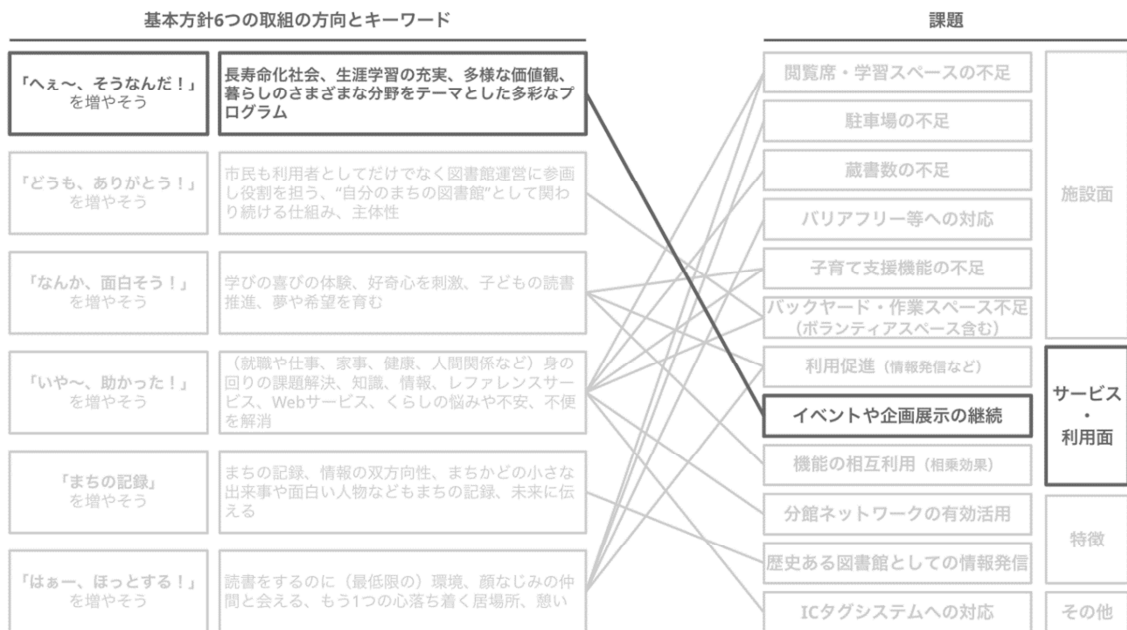 基本方針6つの取組の方向とキーワード
課題
「へぇ～、そうなんだ！」
を増やそう
長寿命化社会、生涯学習の充実、多様な価値観、
暮らしのさまざまな分野をテーマとした多彩なプ
ログラム
「どうも、ありがとう！」
を増やそう
市民も利用者としてだけでなく図書館運営に参画
し役割を担う、“自分のまちの図書館”として関わ
り続ける仕組み、主体性
「なんか、面白そう！」
を増やそう
学びの喜びの体験、好奇心を刺激、子どもの読書
推進、夢や希望を育む
「いや～、助かった！」
を増やそう
（就職や仕事、家事、健康、人間関係など）身の
回りの課題解決、知識、情報、レファレンスサー
ビス、Webサービス、くらしの悩みや不安、不便
を解消
「まちの記録」
を増やそう
まちの記録、情報の双方向性、まちかどの小さな
出来事や面白い人物などもまちの記録、未来に伝
える
「はぁー、ほっとする！」
を増やそう
読書をするのに（最低限の）環境、顔なじみの仲
間と会える、もう1つの心落ち着く居場所、憩い
閲覧席・学習スペースの不足
駐車場の不足
蔵書数の不足
バリアフリー等への対応
子育て支援機能の不足
バックヤード・作業スペース不足
（ボランティアスペース含む）
利用促進（情報発信など）
イベントや企画展示の継続
機能の相互利用（相乗効果）
分館ネットワークの有効活用
歴史ある図書館としての情報発信
ICタグシステムへの対応
施設面
サービス
・
利用面
特徴
その他